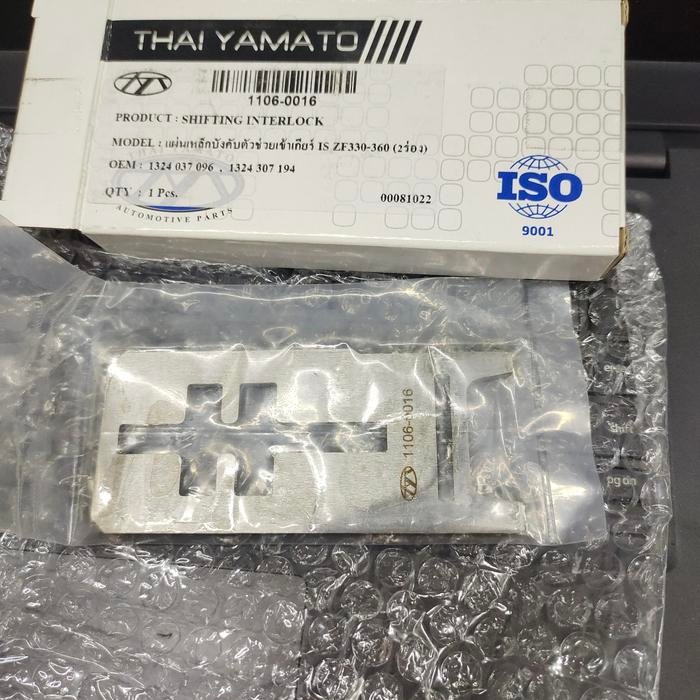 THAI YAMATO
1106-0016
PRODUCT : SHIFTING INTERLOCK
MODEL : แผ่นเหล็กบังคับตัวช่วยเข้าเกียร์ IS ZF330-360 (2ร่อง)
OEM : 1324 037 096 , 1324 307 194
QTY : 1 Pcs.
00081022
AUTOMOTIVE PARTS
ISO
9001
1106-0016
shift